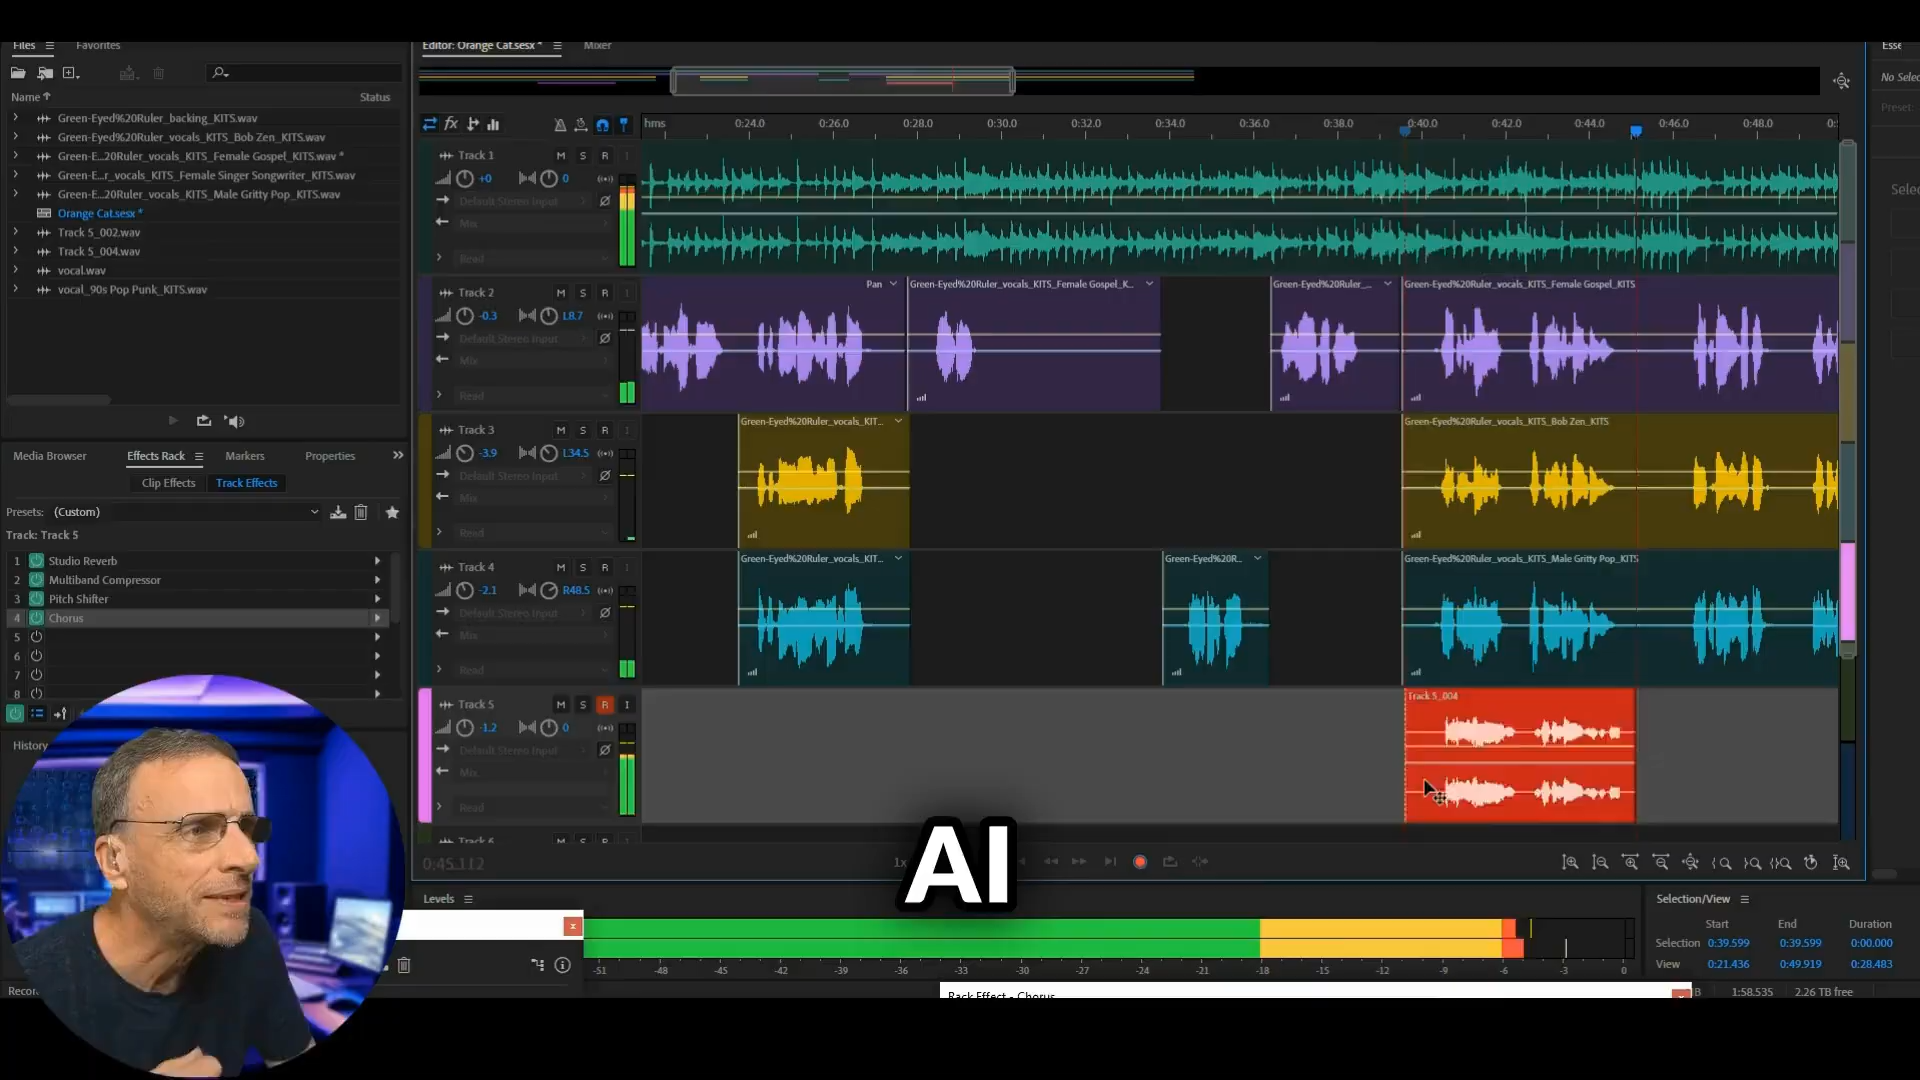 Files
Favorites
Editor: Orange Cat.sesx *
Mixer
Name
Status
Green-Eyed%20Ruler_backing_KITS.wav
Green-Eyed%20Ruler_vocals_KITS_Bob Zen_KITS.wav
Green-E...20Ruler_vocals_KITS_Female Gospel_KITS.wav *
Green-E...r_vocals_KITS_Female Singer Songwriter_KITS.wav
Green-E...20Ruler_vocals_KITS_Male Gritty Pop_KITS.wav
Orange Cat.sesx *
Track 5_002.wav
Track 5_004.wav
vocal.wav
vocal_90s Pop Punk_KITS.wav
Media Browser
Effects Rack
Markers
Properties
Clip Effects
Track Effects
Presets: (Custom)
Track: Track 5
1 Studio Reverb
2 Multiband Compressor
3 Pitch Shifter
4 Chorus
5
6
7
8
History
hms
0:24.0
0:26.0
0:28.0
0:30.0
0:32.0
0:34.0
0:36.0
0:38.0
0:40.0
0:42.0
0:44.0
0:46.0
0:48.0
Track 1 M S R I
+0 0
Default Stereo Input
Mix
Read
Track 2 M S R I
-0.3 L8.7
Default Stereo Input
Mix
Read
Pan
Green-Eyed%20Ruler_vocals_KITS_Female Gospel_K...
Green-Eyed%20Ruler_...
Green-Eyed%20Ruler_vocals_KITS_Female Gospel_KITS
Track 3 M S R I
-3.9 L34.5
Default Stereo Input
Mix
Read
Green-Eyed%20Ruler_vocals_KIT...
Green-Eyed%20Ruler_vocals_KITS_Bob Zen_KITS
Track 4 M S R I
-2.1 R48.5
Default Stereo Input
Mix
Read
Green-Eyed%20Ruler_vocals_KIT...
Green-Eyed%20R...
Green-Eyed%20Ruler_vocals_KITS_Male Gritty Pop_KITS
Track 5 M S R I
-1.2 0
Default Stereo Input
Mix
Read
Track 5_004
Track 6
0:45.112
1x
AI
Levels
-51
-48
-45
-42
-39
-36
-33
-30
-27
-24
-21
-18
-15
-12
-9
-6
-3
0
Rack Effect - Chorus
Selection/View
Start
End
Duration
Selection 0:39.599 0:39.599 0:00.000
View 0:21.436 0:49.919 0:28.483
1:58.535
2.26 TB free